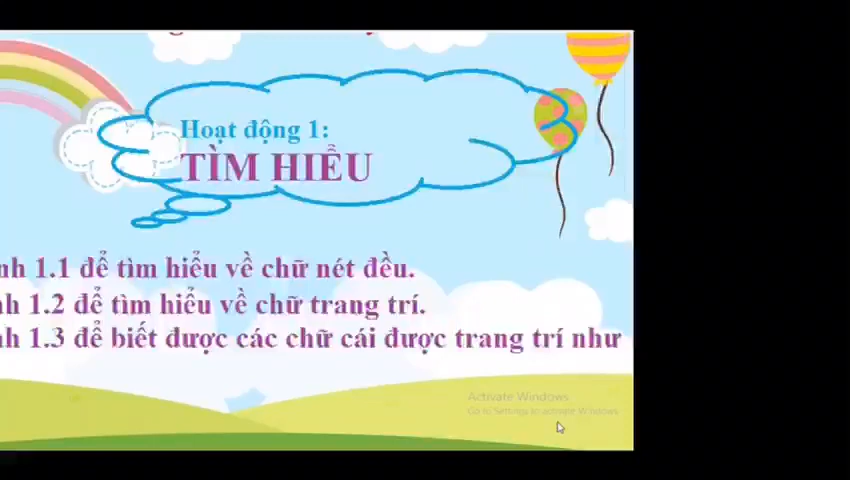 Hoạt động 1:
TÌM HIỂU
nh 1.1 để tìm hiểu về chữ nét đều.
nh 1.2 để tìm hiểu về chữ trang trí.
nh 1.3 để biết được các chữ cái được trang trí như
Activate Windows
Go to Settings to activate Windows.